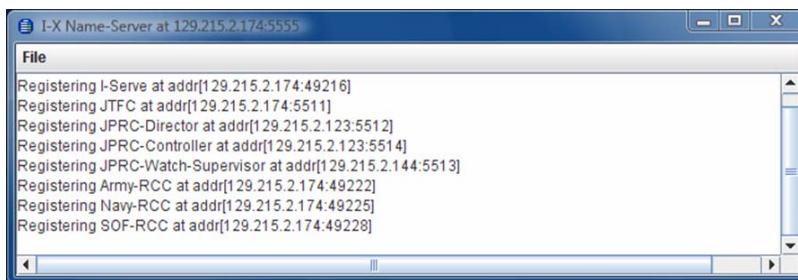 I-X Name-Server at 129.215.2.174:5555
File
Registering I-Serve at addr[129.215.2.174:49216]
Registering JTFC at addr[129.215.2.174:5511]
Registering JPRC-Director at addr[129.215.2.123:5512]
Registering JPRC-Controller at addr[129.215.2.123:5514]
Registering JPRC-Watch-Supervisor at addr[129.215.2.144:5513]
Registering Army-RCC at addr[129.215.2.174:49222]
Registering Navy-RCC at addr[129.215.2.174:49225]
Registering SOF-RCC at addr[129.215.2.174:49228]